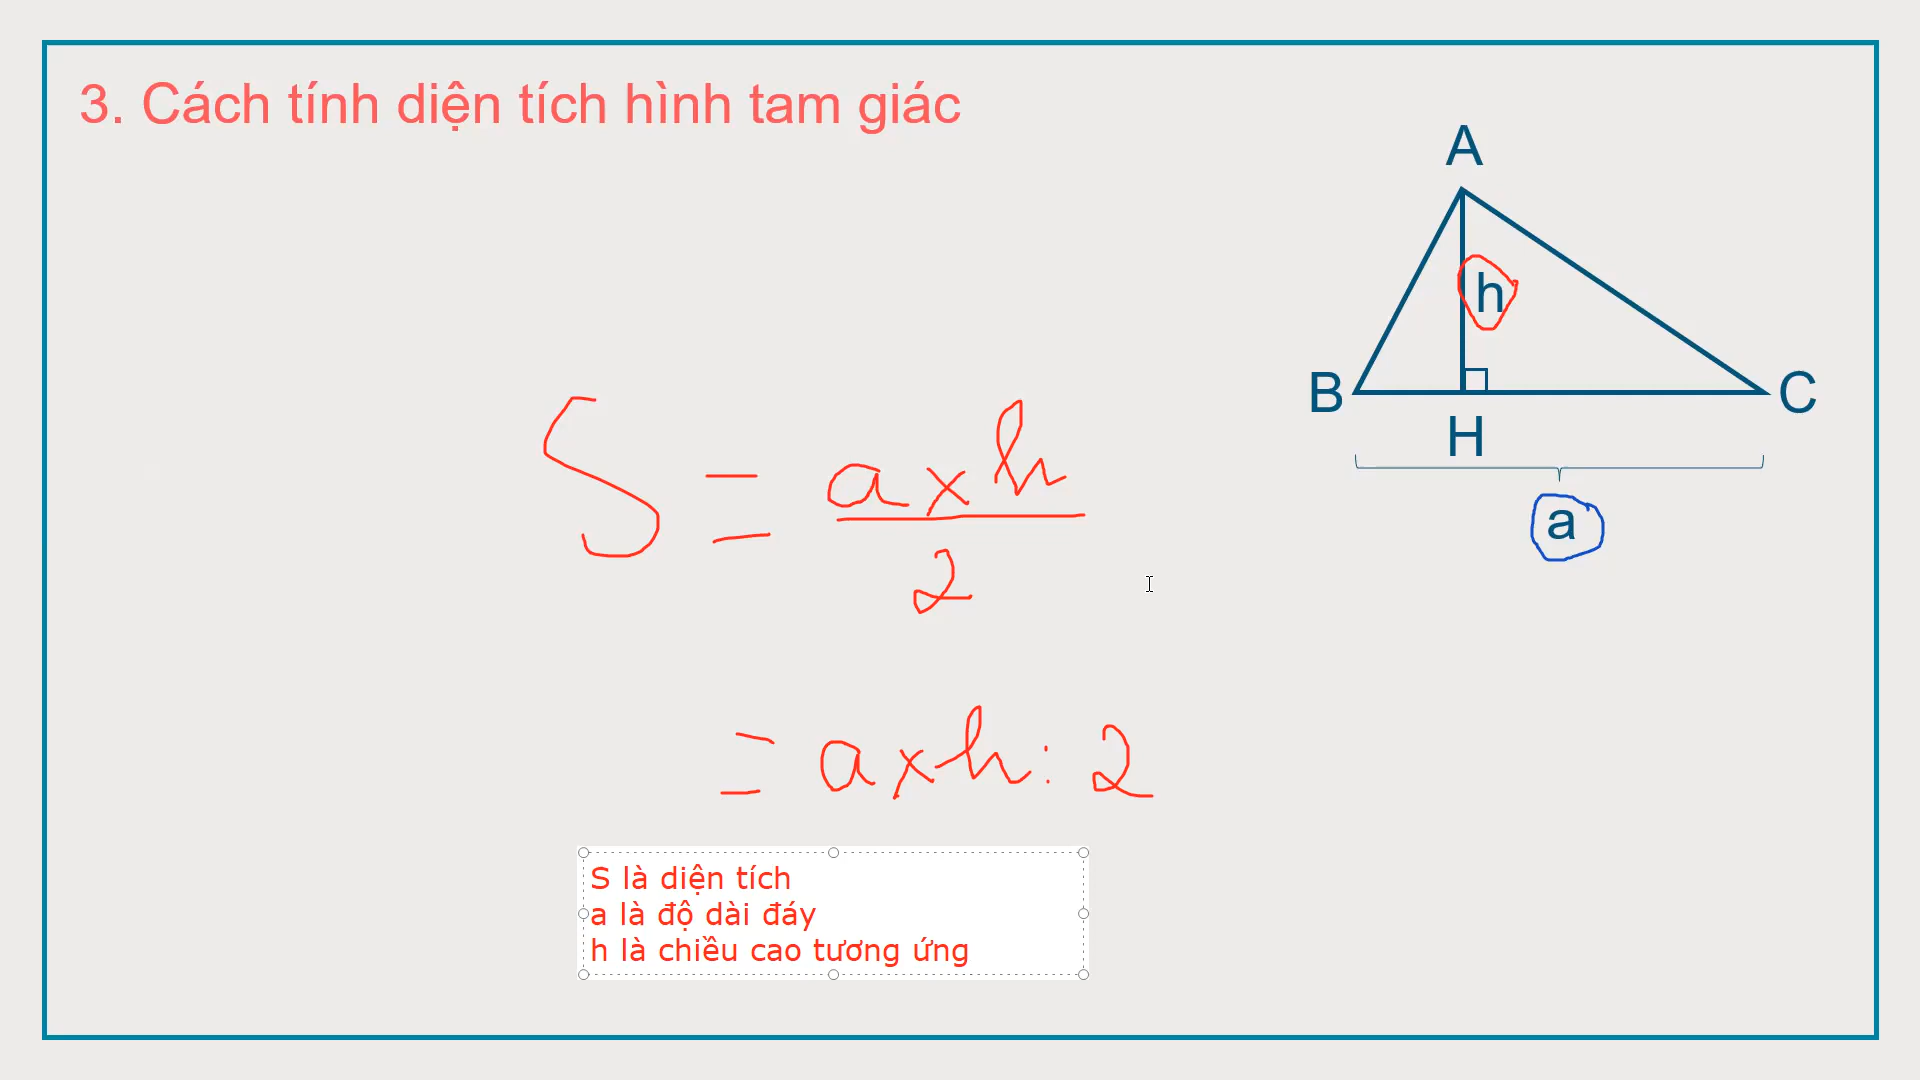 3. Cách tính diện tích hình tam giác
A
h
B
C
H
a
S = a x h
2
= a x h : 2
S là diện tích
a là độ dài đáy
h là chiều cao tương ứng